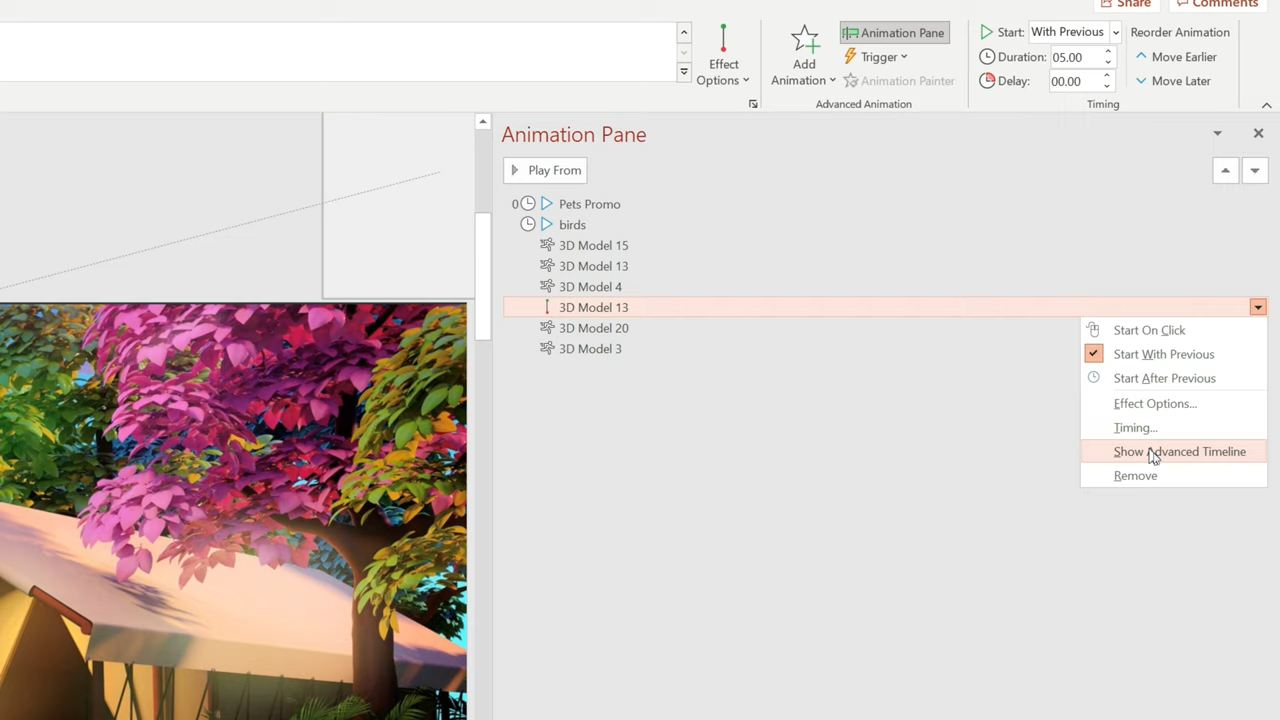 Share
Comments
Effect
Options
Add
Animation
Animation Pane
Trigger
Animation Painter
Advanced Animation
Start: With Previous
Duration: 05.00
Delay: 00.00
Timing
Reorder Animation
Move Earlier
Move Later
Animation Pane
Play From
0 Pets Promo
birds
3D Model 15
3D Model 13
3D Model 4
3D Model 13
3D Model 20
3D Model 3
Start On Click
Start With Previous
Start After Previous
Effect Options...
Timing...
Show Advanced Timeline
Remove